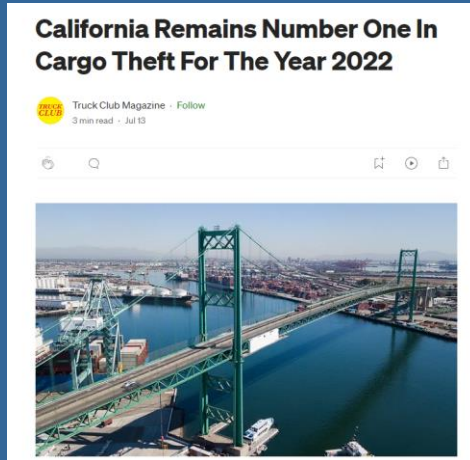 California Remains Number One In
Cargo Theft For The Year 2022
TRUCK
CLUB
Truck Club Magazine · Follow
3 min read · Jul 13